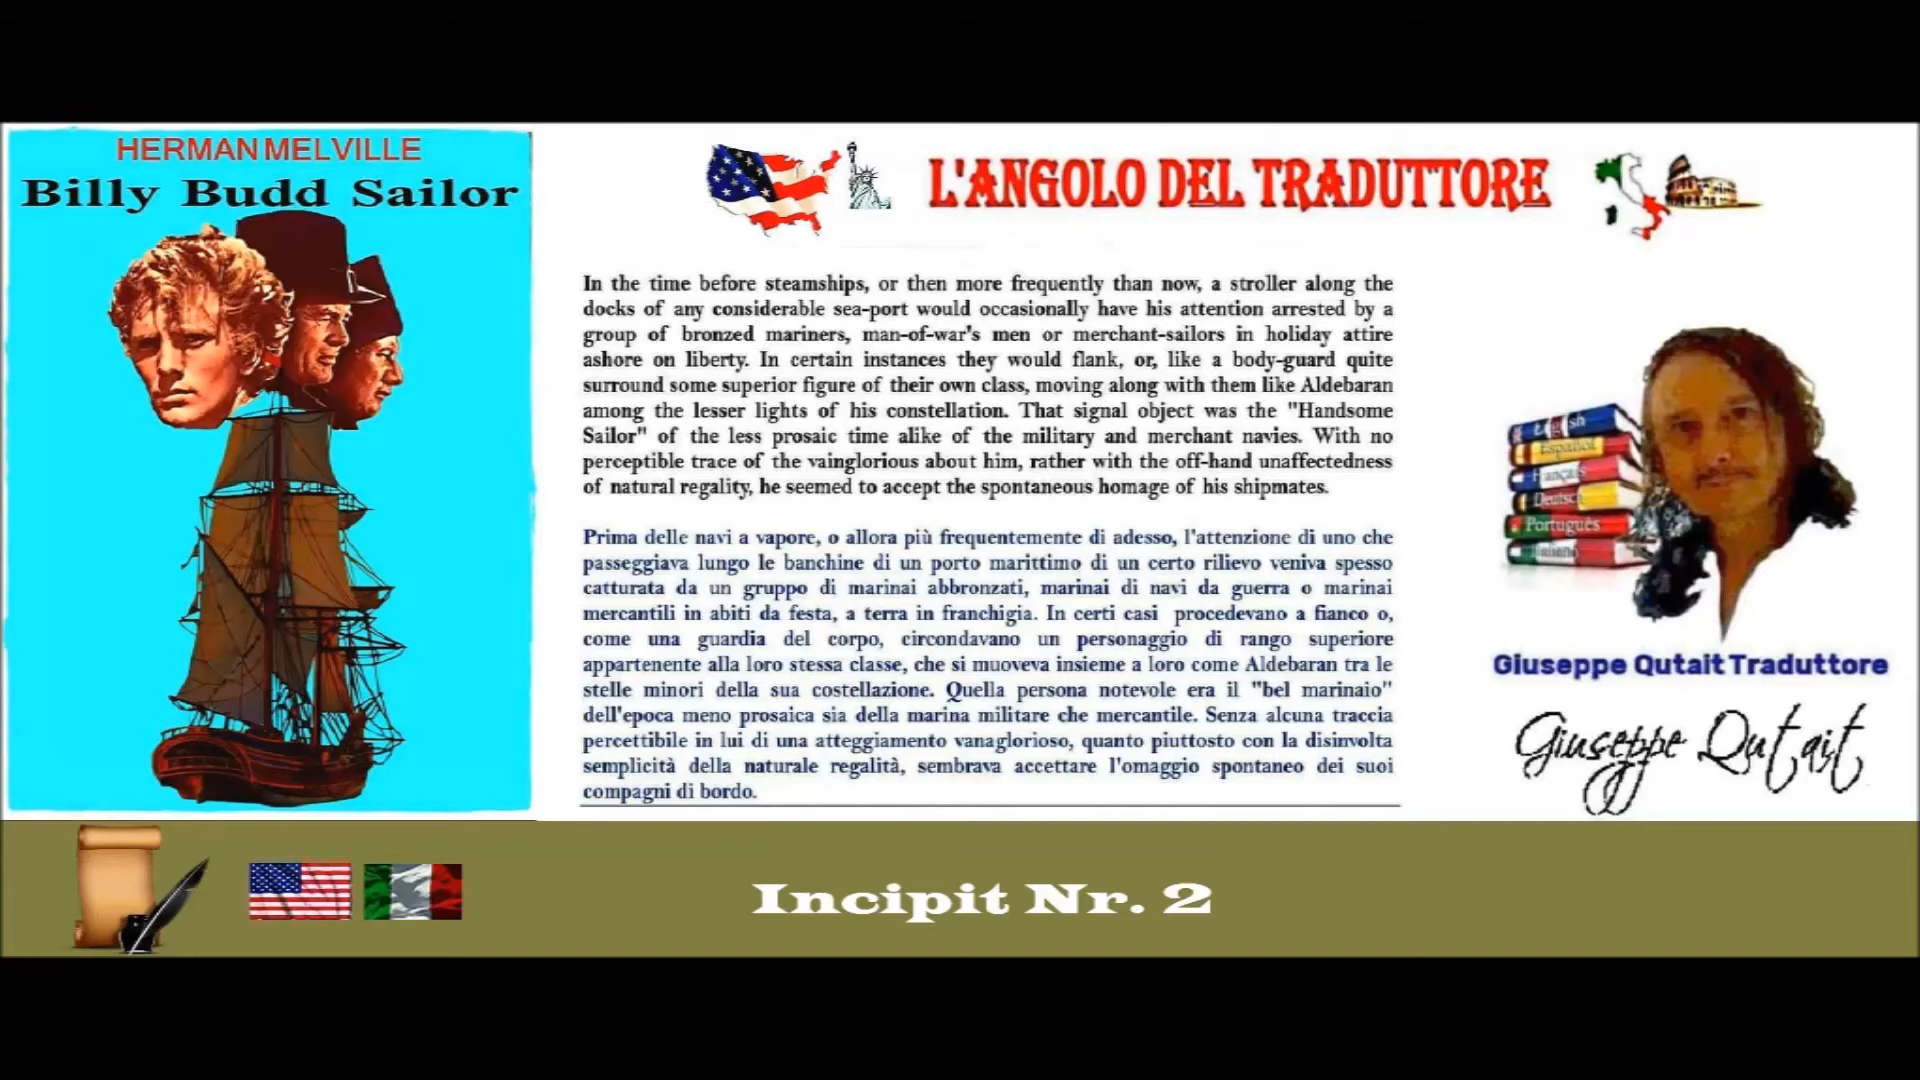 HERMAN MELVILLE
Billy Budd Sailor
L'ANGOLO DEL TRADUTTORE
In the time before steamships, or then more frequently than now, a stroller along the
docks of any considerable sea-port would occasionally have his attention arrested by a
group of bronzed mariners, man-of-war's men or merchant-sailors in holiday attire
ashore on liberty. In certain instances they would flank, or, like a body-guard quite
surround some superior figure of their own class, moving along with them like Aldebaran
among the lesser lights of his constellation. That signal object was the "Handsome
Sailor" of the less prosaic time alike of the military and merchant navies. With no
perceptible trace of the vainglorious about him, rather with the off-hand unaffectedness
of natural regality, he seemed to accept the spontaneous homage of his shipmates.
Prima delle navi a vapore, o allora più frequentemente di adesso, l'attenzione di uno che
passeggiava lungo le banchine di un porto marittimo di un certo rilievo veniva spesso
catturata da un gruppo di marinai abbronzati, marinai di navi da guerra o marinai
mercantili in abiti da festa, a terra in franchigia. In certi casi procedevano a fianco o,
come una guardia del corpo, circondavano un personaggio di rango superiore
appartenente alla loro stessa classe, che si muoveva insieme a loro come Aldebaran tra le
stelle minori della sua costellazione. Quella persona notevole era il "bel marinaio"
dell'epoca meno prosaica sia della marina militare che mercantile. Senza alcuna traccia
percettibile in lui di una atteggiamento vanaglorioso, quanto piuttosto con la disinvolta
semplicità della naturale regalità, sembrava accettare l'omaggio spontaneo dei suoi
compagni di bordo.
English
Español
Français
Deutsch
Português
Italiano
Giuseppe Qutait Traduttore
Giuseppe Qutait
Incipit Nr. 2